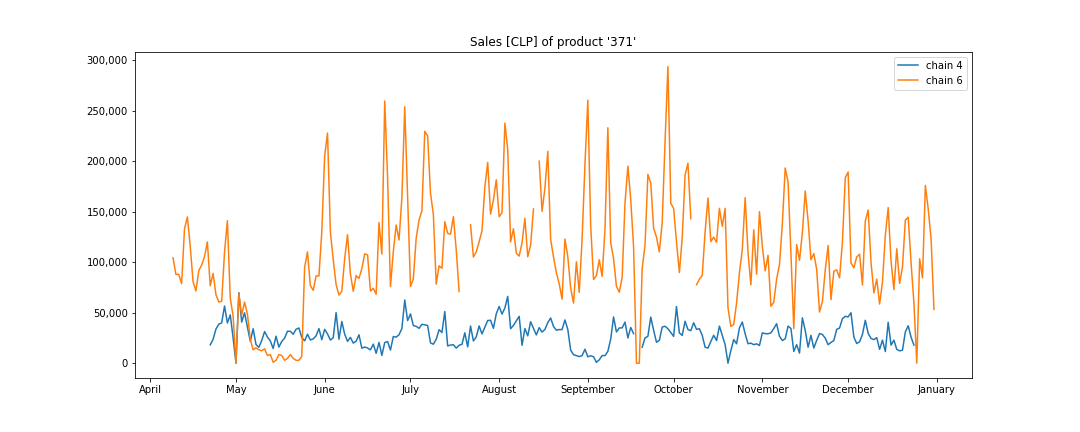 Sales [CLP] of product '371'
300,000
250,000
200,000
150,000
100,000
50,000
0
chain 4
chain 6
April May June July August September October November December January